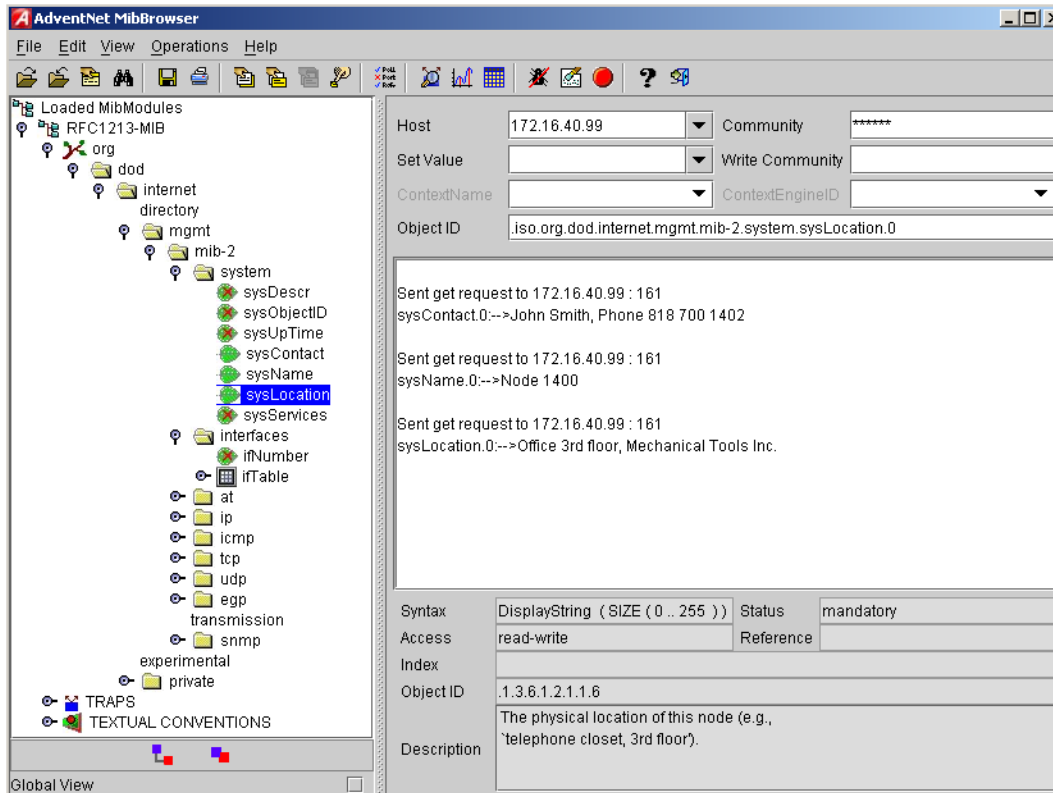 AdventNet MibBrowser
File Edit View Operations Help
Loaded MibModules
RFC1213-MIB
org
dod
internet
directory
mgmt
mib-2
system
sysDescr
sysObjectID
sysUpTime
sysContact
sysName
sysLocation
sysServices
interfaces
ifNumber
ifTable
at
ip
icmp
tcp
udp
egp
transmission
snmp
experimental
private
TRAPS
TEXTUAL CONVENTIONS
Global View
Host 172.16.40.99 Community ******
Set Value Write Community
ContextName ContextEngineID
Object ID .iso.org.dod.internet.mgmt.mib-2.system.sysLocation.0
Sent get request to 172.16.40.99 : 161
sysContact.0:-->John Smith, Phone 818 700 1402
Sent get request to 172.16.40.99 : 161
sysName.0:-->Node 1400
Sent get request to 172.16.40.99 : 161
sysLocation.0:-->Office 3rd floor, Mechanical Tools Inc.
Syntax DisplayString ( SIZE ( 0 .. 255 ) ) Status mandatory
Access read-write Reference
Index
Object ID .1.3.6.1.2.1.1.6
Description The physical location of this node (e.g.,
`telephone closet, 3rd floor').